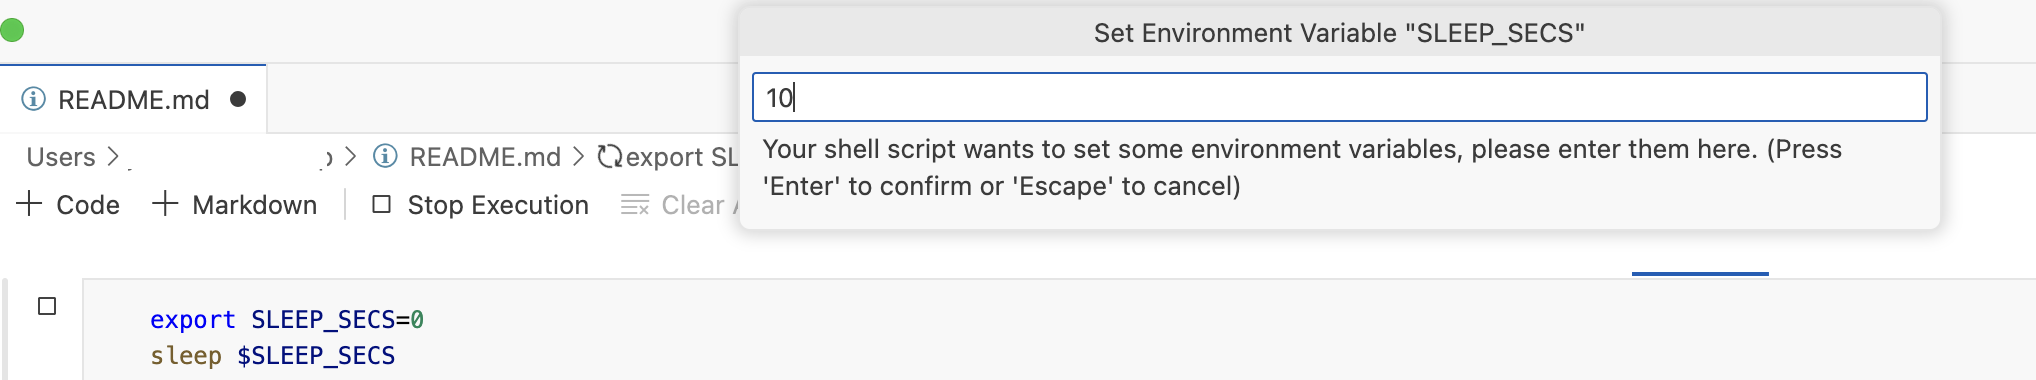 Set Environment Variable "SLEEP_SECS"
README.md
10
Users > > README.md > export SL
Your shell script wants to set some environment variables, please enter them here. (Press
'Enter' to confirm or 'Escape' to cancel)
+ Code + Markdown Stop Execution Clear
export SLEEP_SECS=0
sleep $SLEEP_SECS